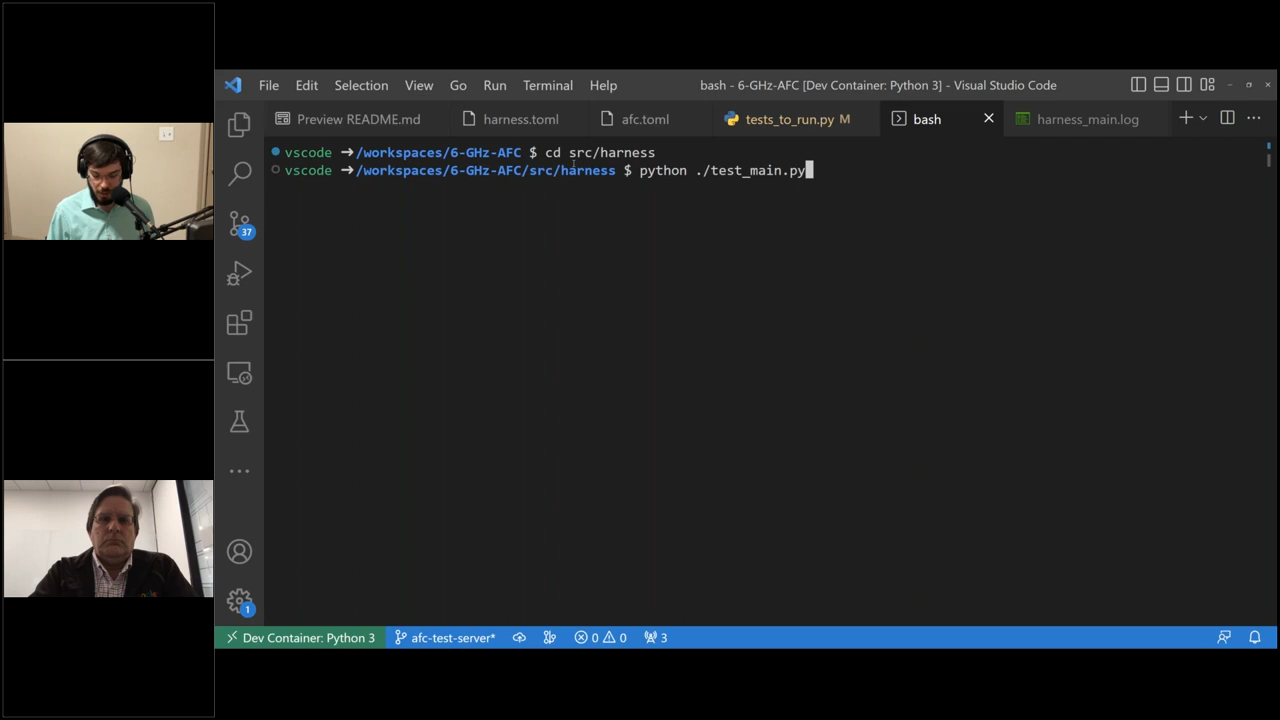 File Edit Selection View Go Run Terminal Help bash - 6-GHz-AFC [Dev Container: Python 3] - Visual Studio Code
Preview README.md harness.toml afc.toml tests_to_run.py M bash harness_main.log
vscode ➜ /workspaces/6-GHz-AFC $ cd src/harness
vscode ➜ /workspaces/6-GHz-AFC/src/harness $ python ./test_main.py
37
1
Dev Container: Python 3 afc-test-server* 0 0 3